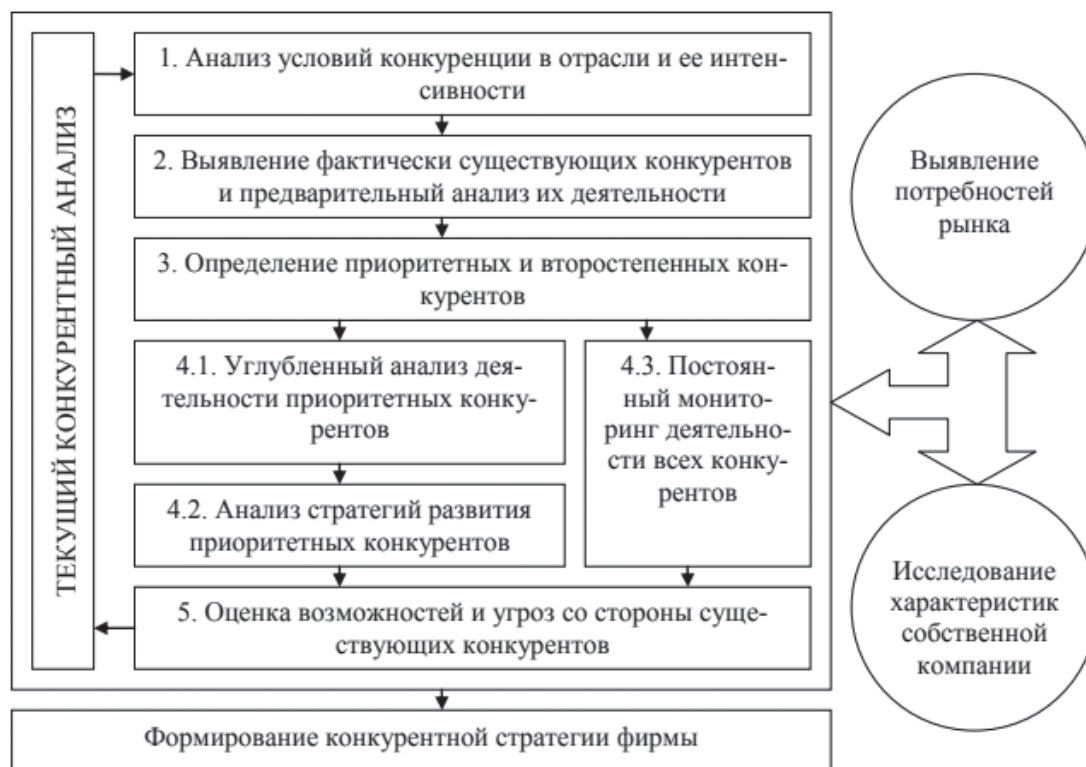 ТЕКУЩИЙ КОНКУРЕНТНЫЙ АНАЛИЗ
1. Анализ условий конкуренции в отрасли и ее интен-
сивности
2. Выявление фактически существующих конкурентов
и предварительный анализ их деятельности
3. Определение приоритетных и второстепенных кон-
курентов
4.1. Углубленный анализ дея-
тельности приоритетных конку-
рентов
4.2. Анализ стратегий развития
приоритетных конкурентов
4.3. Постоян-
ный монито-
ринг деятельно-
сти всех конку-
рентов
5. Оценка возможностей и угроз со стороны суще-
ствующих конкурентов
Формирование конкурентной стратегии фирмы
Выявление
потребностей
рынка
Исследование
характеристик
собственной
компании